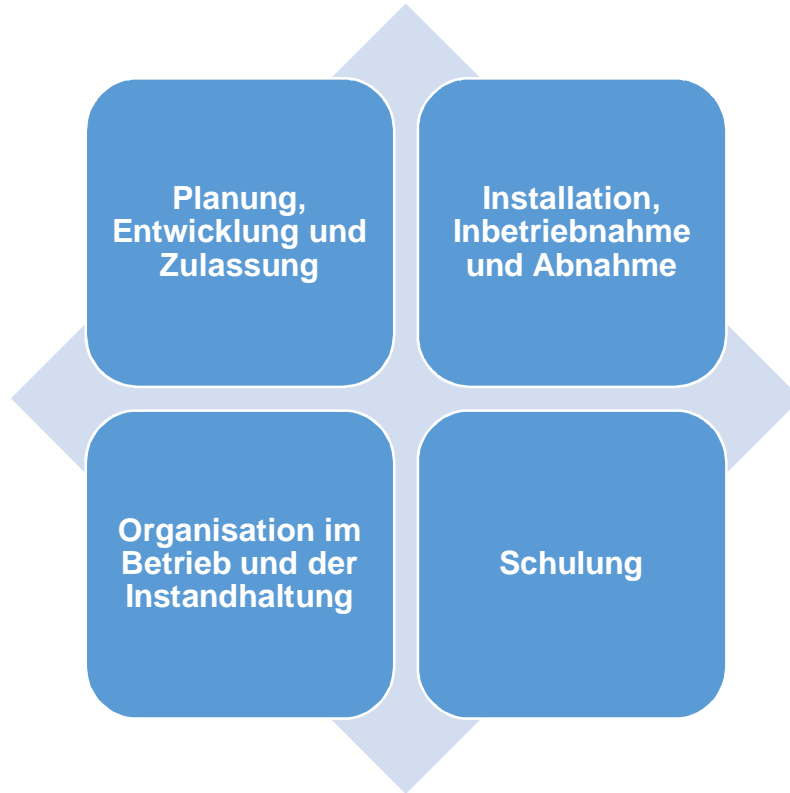 Planung,
Entwicklung und
Zulassung
Installation,
Inbetriebnahme
und Abnahme
Organisation im
Betrieb und der
Instandhaltung
Schulung